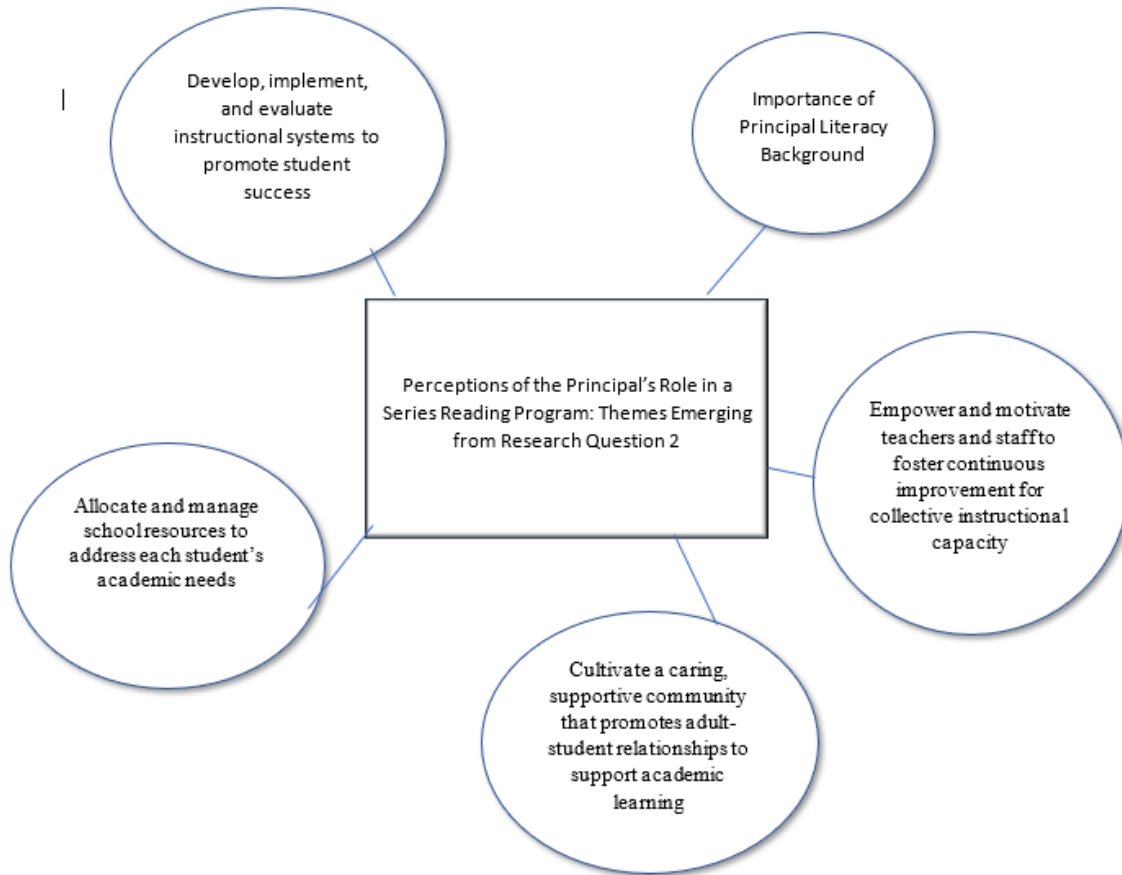 Develop, implement,
and evaluate
instructional systems to
promote student
success
Importance of
Principal Literacy
Background
Perceptions of the Principal’s Role in a
Series Reading Program: Themes Emerging
from Research Question 2
Empower and motivate
teachers and staff to
foster continuous
improvement for
collective instructional
capacity
Allocate and manage
school resources to
address each student’s
academic needs
Cultivate a caring,
supportive community
that promotes adult-
student relationships to
support academic
learning